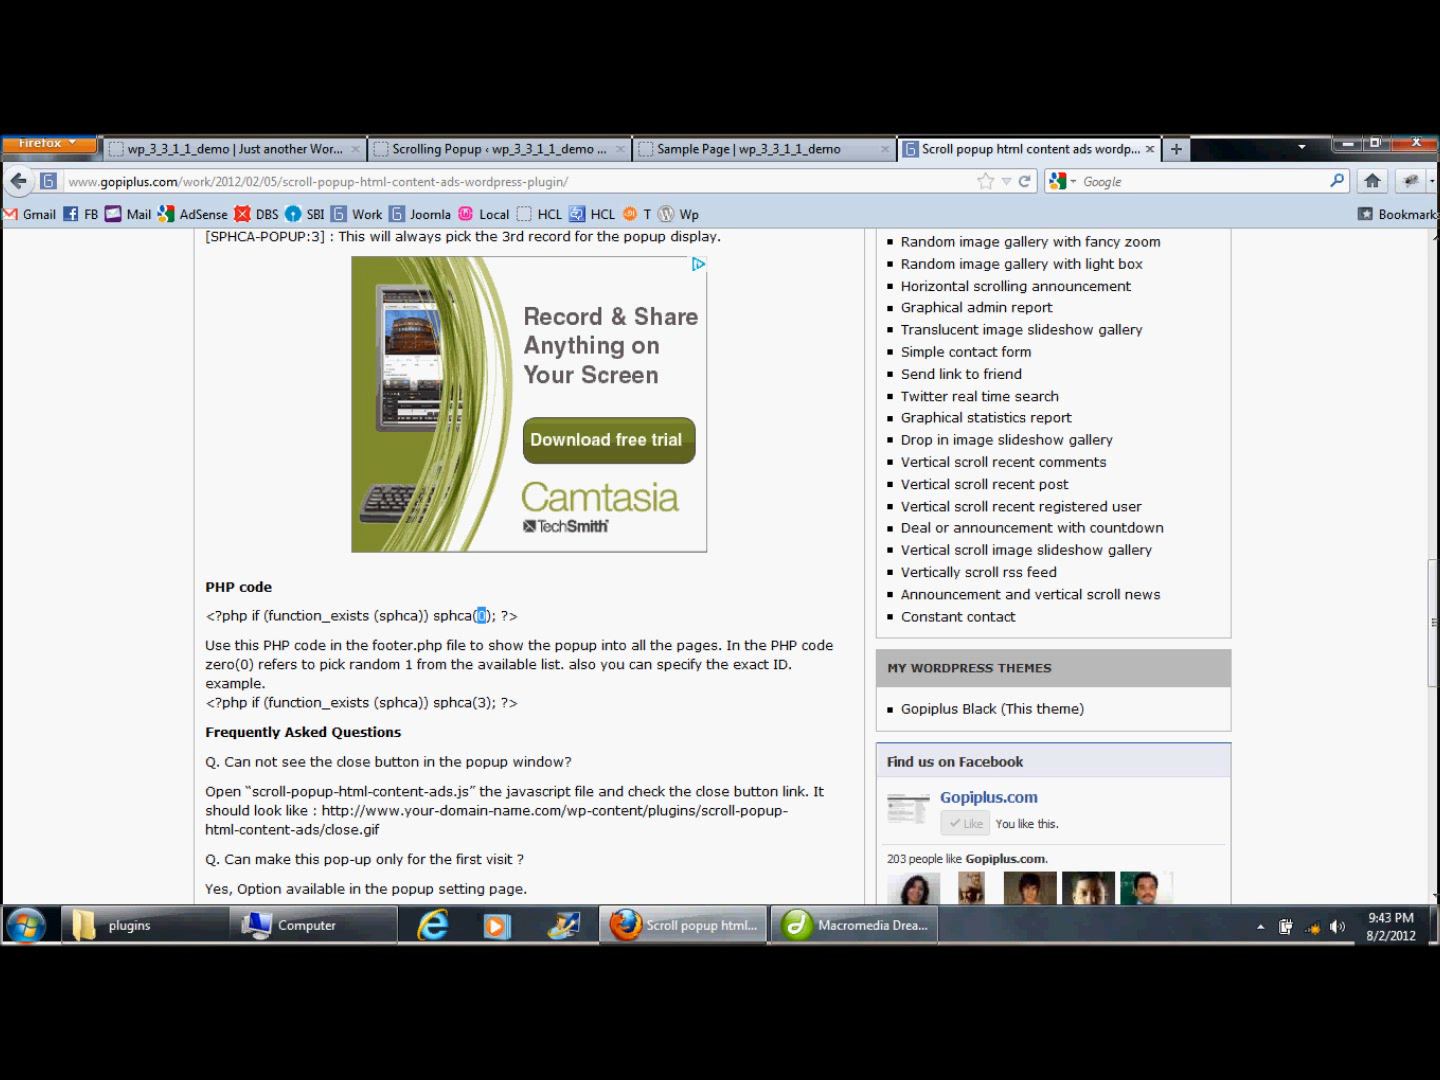 Firefox
wp_3_3_1_1_demo | Just another Wor...
Scrolling Popup ‹ wp_3_3_1_1_demo ...
Sample Page | wp_3_3_1_1_demo
Scroll popup html content ads wordp...
www.gopiplus.com/work/2012/02/05/scroll-popup-html-content-ads-wordpress-plugin/
Google
Gmail FB Mail AdSense DBS SBI Work Joomla Local HCL HCL T Wp
Bookmark
[SPHCA-POPUP:3] : This will always pick the 3rd record for the popup display.
Record & Share
Anything on
Your Screen
Download free trial
Camtasia
TechSmith
PHP code
<?php if (function_exists (sphca)) sphca(0); ?>
Use this PHP code in the footer.php file to show the popup into all the pages. In the PHP code
zero(0) refers to pick random 1 from the available list. also you can specify the exact ID.
example.
<?php if (function_exists (sphca)) sphca(3); ?>
Frequently Asked Questions
Q. Can not see the close button in the popup window?
Open “scroll-popup-html-content-ads.js” the javascript file and check the close button link. It
should look like : http://www.your-domain-name.com/wp-content/plugins/scroll-popup-
html-content-ads/close.gif
Q. Can make this pop-up only for the first visit ?
Yes, Option available in the popup setting page.
Random image gallery with fancy zoom
Random image gallery with light box
Horizontal scrolling announcement
Graphical admin report
Translucent image slideshow gallery
Simple contact form
Send link to friend
Twitter real time search
Graphical statistics report
Drop in image slideshow gallery
Vertical scroll recent comments
Vertical scroll recent post
Vertical scroll recent registered user
Deal or announcement with countdown
Vertical scroll image slideshow gallery
Vertically scroll rss feed
Announcement and vertical scroll news
Constant contact
MY WORDPRESS THEMES
Gopiplus Black (This theme)
Find us on Facebook
Gopiplus.com
Like You like this.
203 people like Gopiplus.com.
plugins
Computer
Scroll popup html...
Macromedia Drea...
9:43 PM
8/2/2012